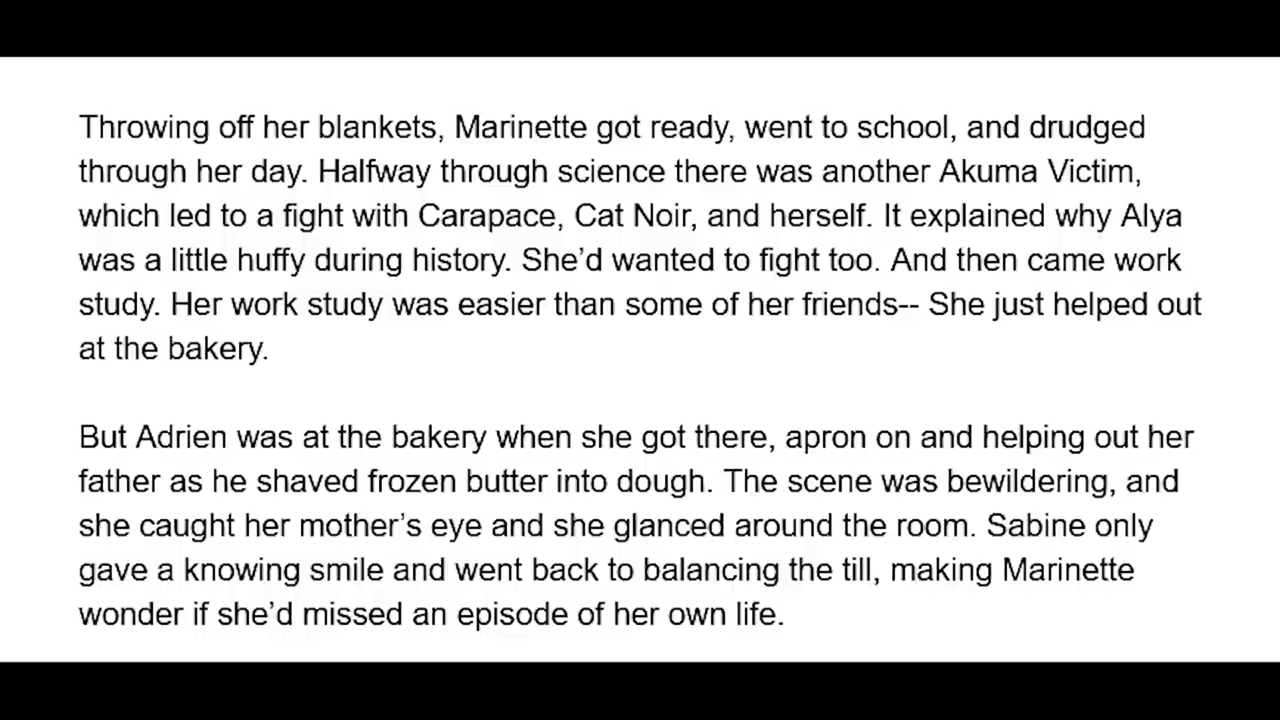 Throwing off her blankets, Marinette got ready, went to school, and drudged
through her day. Halfway through science there was another Akuma Victim,
which led to a fight with Carapace, Cat Noir, and herself. It explained why Alya
was a little huffy during history. She’d wanted to fight too. And then came work
study. Her work study was easier than some of her friends-- She just helped out
at the bakery.
But Adrien was at the bakery when she got there, apron on and helping out her
father as he shaved frozen butter into dough. The scene was bewildering, and
she caught her mother’s eye and she glanced around the room. Sabine only
gave a knowing smile and went back to balancing the till, making Marinette
wonder if she’d missed an episode of her own life.